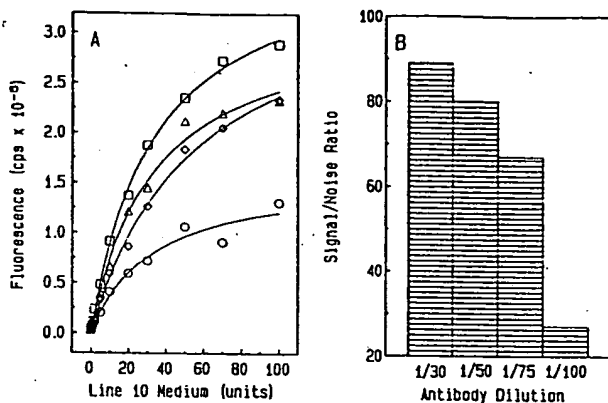 A
3.0
2.5
2.0
1.5
1.0
0.5
0.0
Fluorescence (cps x 10⁻⁶)
0 20 40 60 80 100
Line 10 Medium (units)
B
100
80
60
40
20
Signal/Noise Ratio
1/30 1/50 1/75 1/100
Antibody Dilution